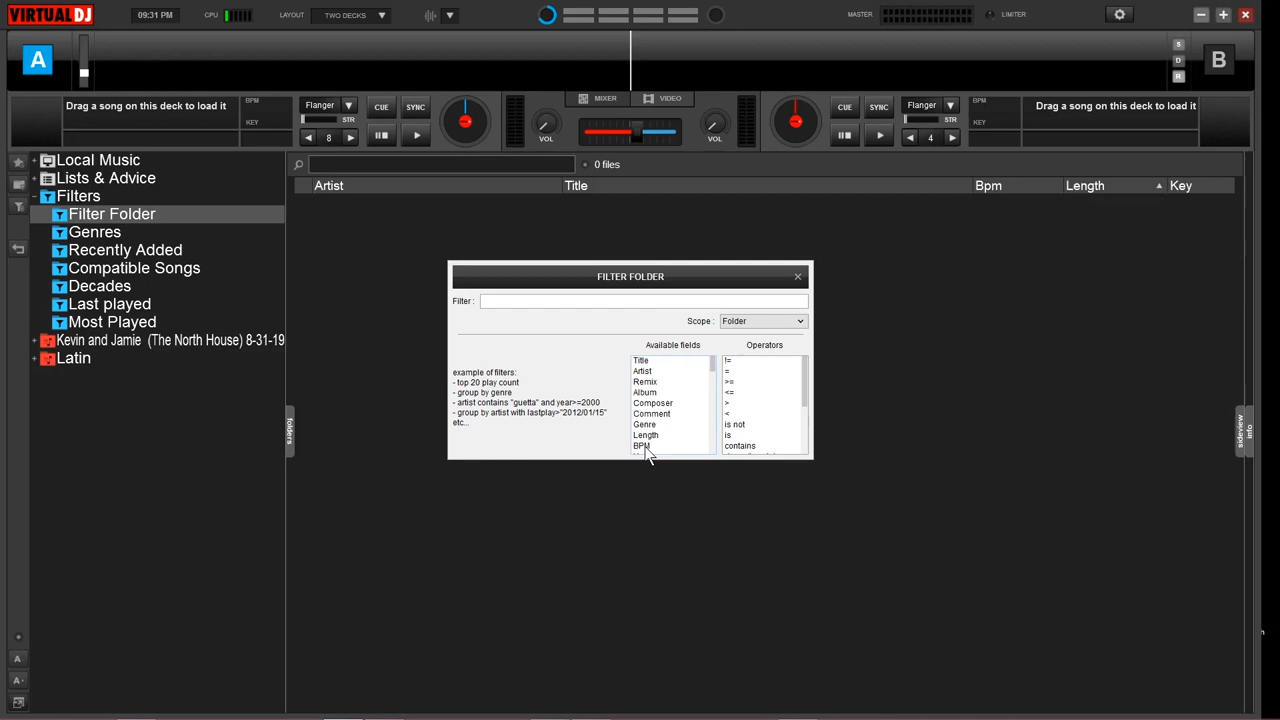 VIRTUALDJ
09:31 PM
CPU
LAYOUT
TWO DECKS
MASTER
LIMITER
A
S
D
R
B
Drag a song on this deck to load it
BPM
KEY
Flanger
STR
8
CUE
SYNC
VOL
MIXER
VIDEO
VOL
CUE
SYNC
Flanger
STR
4
BPM
KEY
Drag a song on this deck to load it
Local Music
Lists & Advice
Filters
Filter Folder
Genres
Recently Added
Compatible Songs
Decades
Last played
Most Played
Kevin and Jamie (The North House) 8-31-19
Latin
0 files
Artist
Title
Bpm
Length
Key
FILTER FOLDER
Filter :
Scope :
Folder
Available fields
Operators
example of filters:
- top 20 play count
- group by genre
- artist contains "guetta" and year>=2000
- group by artist with lastplay>"2012/01/15"
etc...
Title
Artist
Remix
Album
Composer
Comment
Genre
Length
BPM
!=
=
>=
<=
>
<
is not
is
contains
folders
sideview
info
A
A